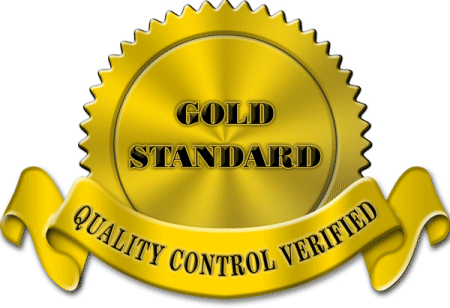 GOLD
STANDARD
QUALITY CONTROL VERIFIED